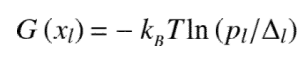 G (x_l) = − k_B T ln (p_l/Δ_l)